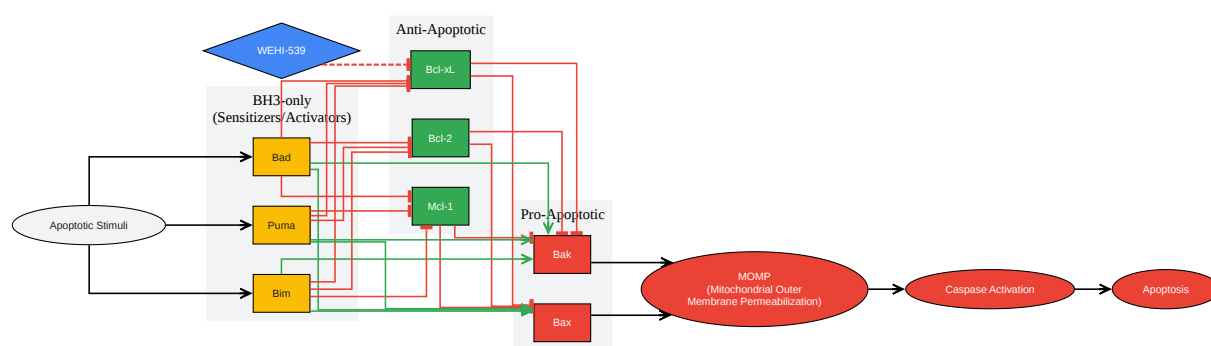 Anti-Apoptotic
WEHI-539
Bcl-xL
BH3-only
(Sensitizers/Activators)
Bcl-2
Bad
Mcl-1
Apoptotic Stimuli
Puma
Pro-Apoptotic
Bak
Bim
MOMP
(Mitochondrial Outer
Membrane Permeabilization)
Caspase Activation
Apoptosis
Bax